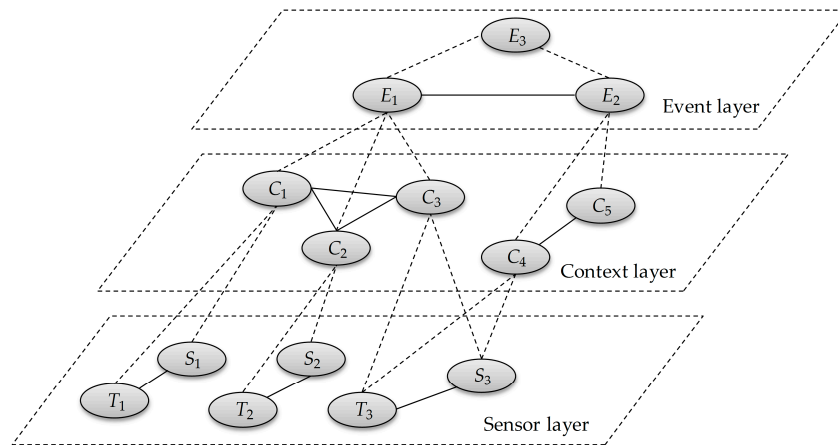 E₃
E₁
E₂
Event layer
C₁
C₃
C₅
C₂
C₄
Context layer
S₁
S₂
S₃
T₁
T₂
T₃
Sensor layer